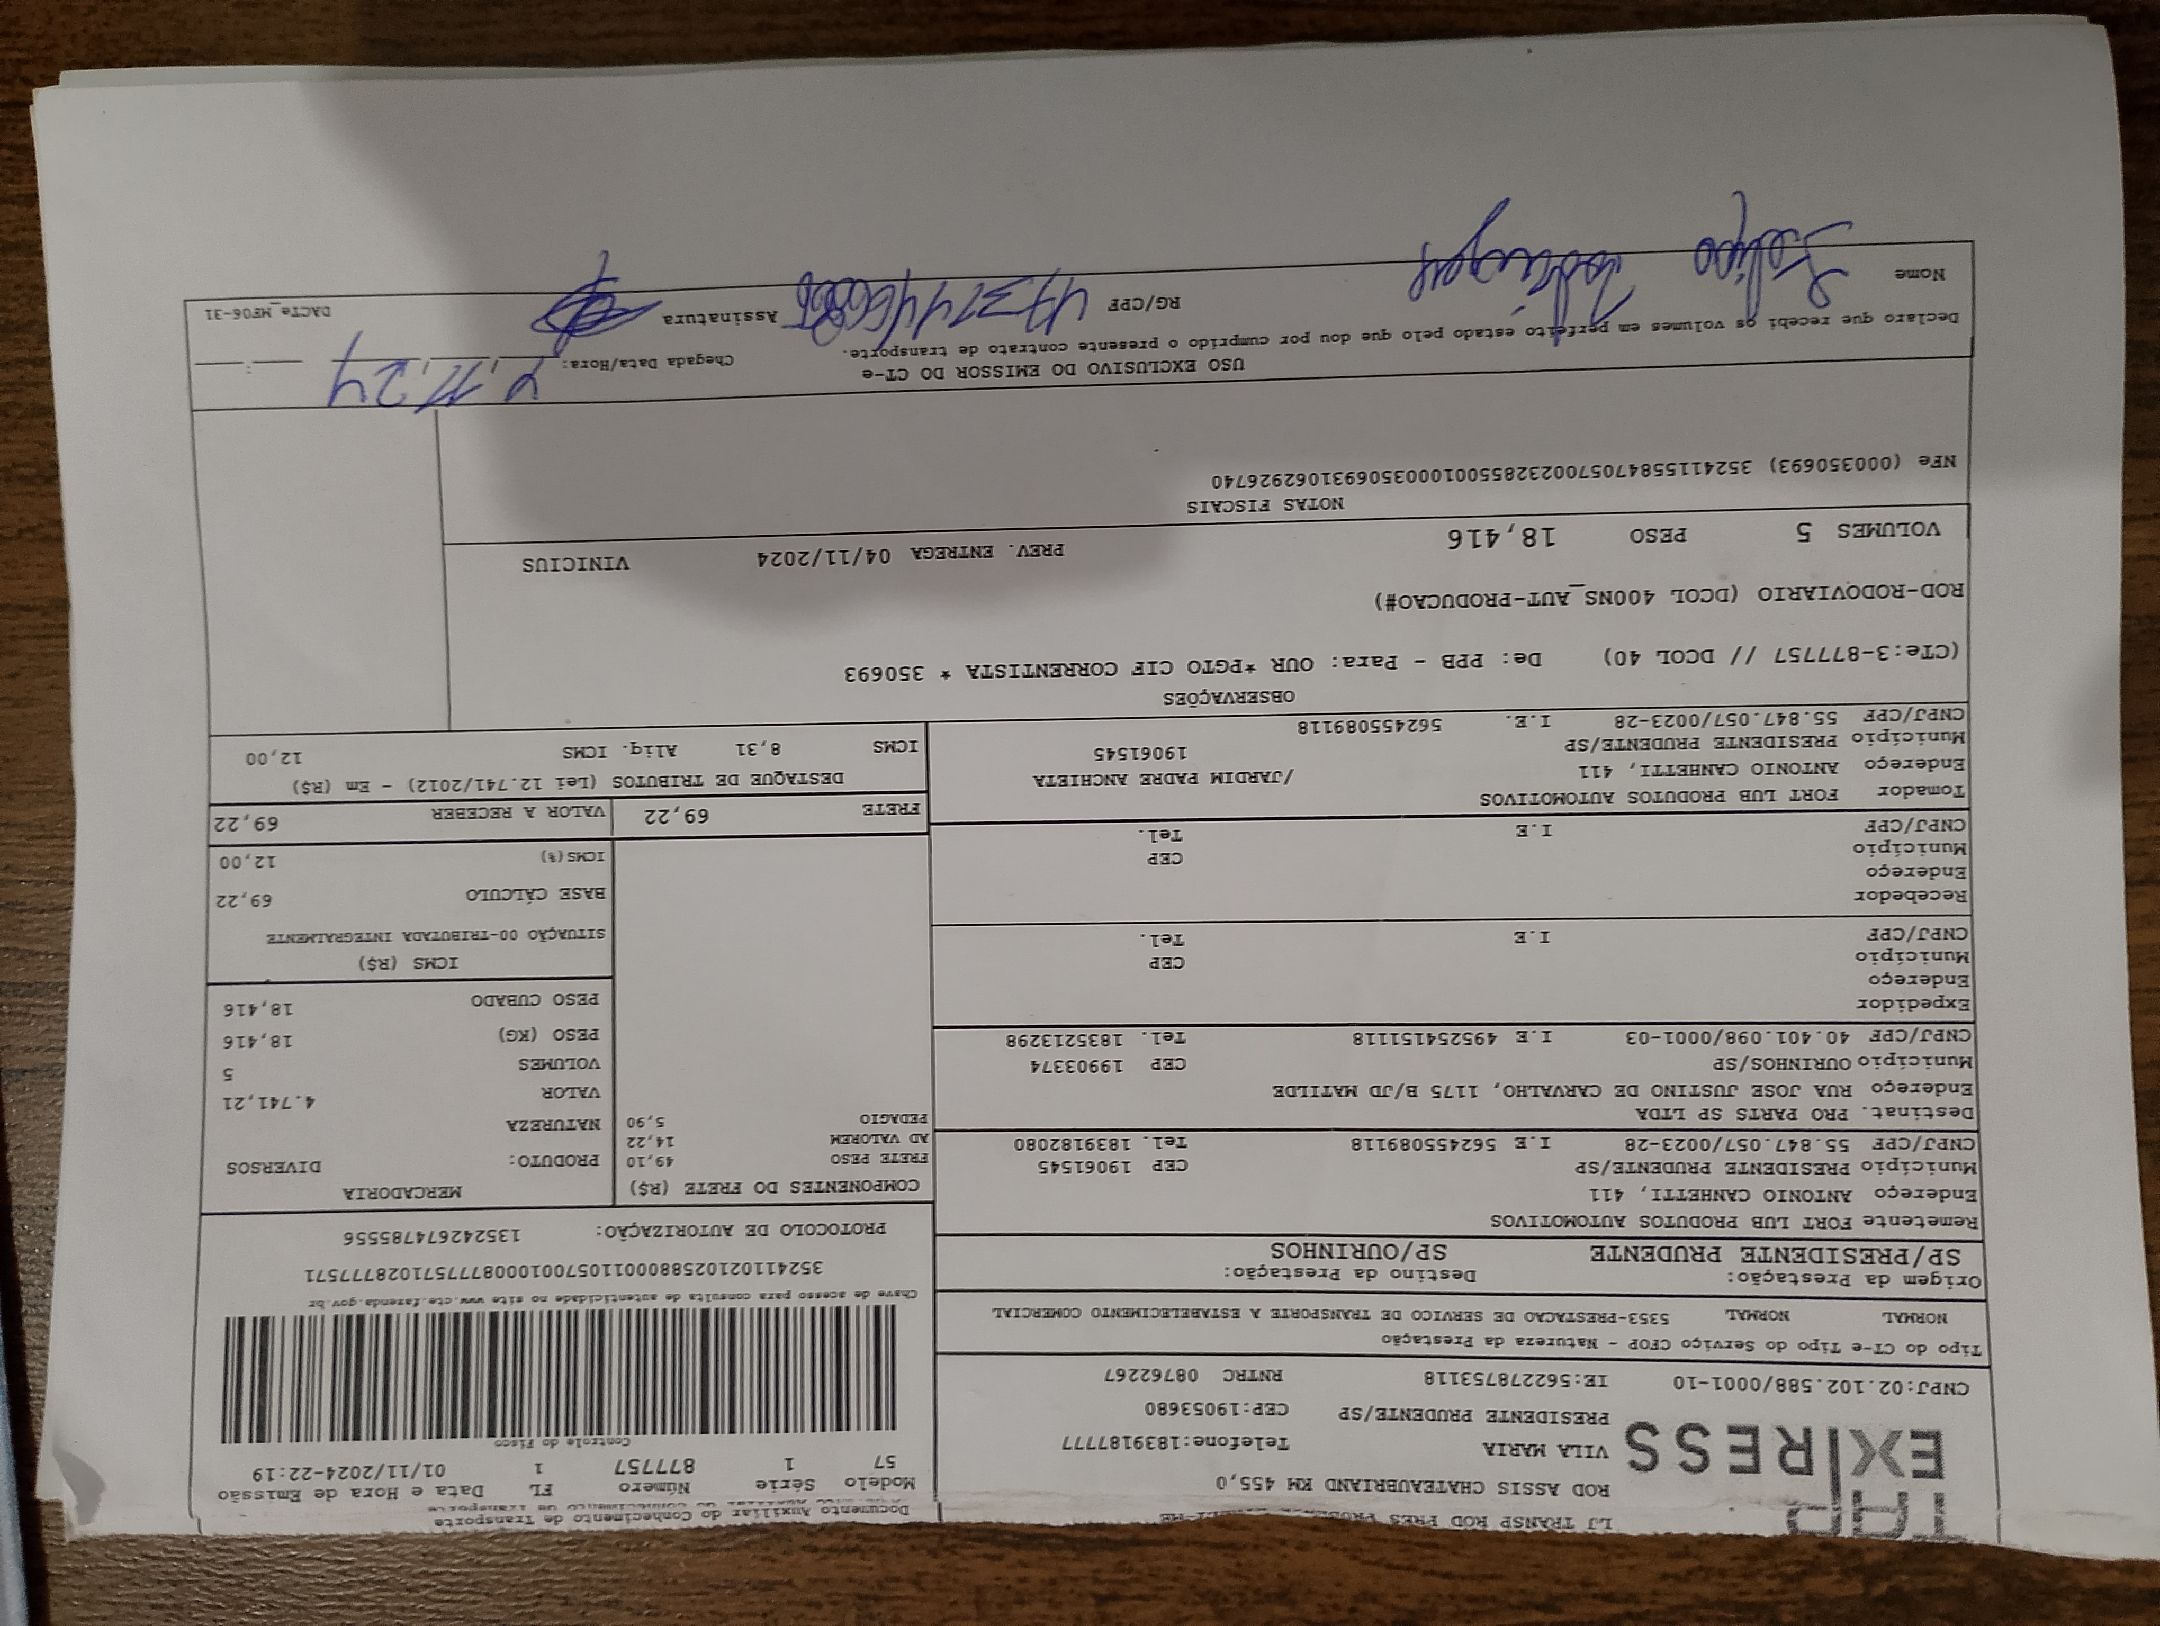 TAP
EXPRESS
LJ TRANSP ROD PRES
ROD ASSIS CHATEAUBRIAND KM 455,0
VILA MARIA Telefone:1839187777
PRESIDENTE PRUDENTE/SP CEP:19053680
CNPJ:02.102.588/0001-10 IE:562278753118 RNTRC 08762267
Tipo do CT-e Tipo do Serviço CFOP - Natureza da Prestação
NORMAL NORMAL 5353-PRESTACAO DE SERVICO DE TRANSPORTE A ESTABELECIMENTO COMERCIAL
Origem da Prestação: Destino da Prestação:
SP/PRESIDENTE PRUDENTE SP/OURINHOS
Remetente FORT LUB PRODUTOS AUTOMOTIVOS
Endereço ANTONIO CANHETTI, 411
Município PRESIDENTE PRUDENTE/SP CEP 19061545
CNPJ/CPF 55.847.057/0023-28 I.E 562455089118 Tel. 1839182080
Destinat. PRO PARTS SP LTDA
Endereço RUA JOSE JUSTINO DE CARVALHO, 1175 B/JD MATILDE
Município OURINHOS/SP CEP 19903374
CNPJ/CPF 40.401.098/0001-03 I.E 495254151118 Tel. 1835213298
Expedidor
Endereço
Município CEP
CNPJ/CPF I.E Tel.
Recebedor
Endereço
Município CEP
CNPJ/CPF I.E Tel.
Tomador FORT LUB PRODUTOS AUTOMOTIVOS
Endereço ANTONIO CANHETTI, 411 /JARDIM PADRE ANCHIETA
Município PRESIDENTE PRUDENTE/SP 19061545
CNPJ/CPF 55.847.057/0023-28 I.E. 562455089118
Documento Auxiliar do Conhecimento de Transporte
Modelo Série Número FL Data e Hora de Emissão
57 1 877757 1 01/11/2024-22:19
Controle do Fisco
Chave de acesso para consulta de autenticidade no site www.cte.fazenda.gov.br
35241102102588000110570010008777571028777571
PROTOCOLO DE AUTORIZAÇÃO: 135242674785556
COMPONENTES DO FRETE (R$)
FRETE PESO 49,10
AD VALOREM 14,22
PEDAGIO 5,90
MERCADORIA
PRODUTO: DIVERSOS
NATUREZA
VALOR 4.741,21
VOLUMES 5
PESO (KG) 18,416
PESO CUBADO 18,416
ICMS (R$)
SITUAÇÃO 00-TRIBUTADA INTEGRALMENTE
BASE CÁLCULO 69,22
ICMS(%) 12,00
FRETE 69,22 VALOR A RECEBER 69,22
DESTAQUE DE TRIBUTOS (Lei 12.741/2012) - Em (R$)
ICMS 8,31 Aliq. ICMS 12,00
OBSERVAÇÕES
(CTe:3-877757 // DCOL 40) De: PPB - Para: OUR *PGTO CIF CORRENTISTA * 350693
ROD-RODOVIARIO (DCOL 400NS_AUT-PRODUCAO#)
VOLUMES 5 PESO 18,416 PREV. ENTREGA 04/11/2024 VINICIUS
NOTAS FISCAIS
NFe (000350693) 35241155847057002328550010003506931062926740
USO EXCLUSIVO DO EMISSOR DO CT-e
Declaro que recebi os volumes em perfeito estado pelo que dou por cumprido o presente contrato de transporte. Chegada Data/Hora:
Nome Felipe Rodrigues RG/CPF Assinatura
DACTe_MF06-31